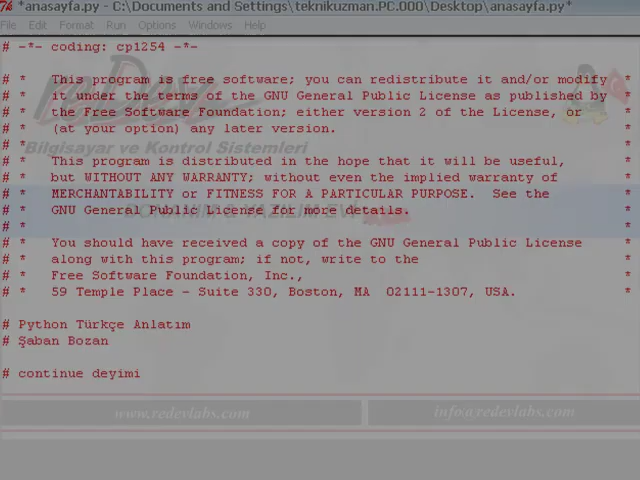 *anasayfa.py - C:\Documents and Settings\teknikuzman.PC.000\Desktop\anasayfa.py*
File Edit Format Run Options Windows Help
# -*- coding: cp1254 -*-
# * This program is free software; you can redistribute it and/or modify *
# * it under the terms of the GNU General Public License as published by *
# * the Free Software Foundation; either version 2 of the License, or *
# * (at your option) any later version. *
# * *
Bilgisayar ve Kontrol Sistemleri
# * This program is distributed in the hope that it will be useful, *
# * but WITHOUT ANY WARRANTY; without even the implied warranty of *
# * MERCHANTABILITY or FITNESS FOR A PARTICULAR PURPOSE. See the *
# * GNU General Public License for more details. *
DONANIM & YAZILIM EVİ
# * *
# * You should have received a copy of the GNU General Public License *
# * along with this program; if not, write to the *
# * Free Software Foundation, Inc., *
# * 59 Temple Place - Suite 330, Boston, MA 02111-1307, USA. *
# Python Türkçe Anlatım
# Şaban Bozan
# continue deyimi
www.redevlabs.com
info@redevlabs.com